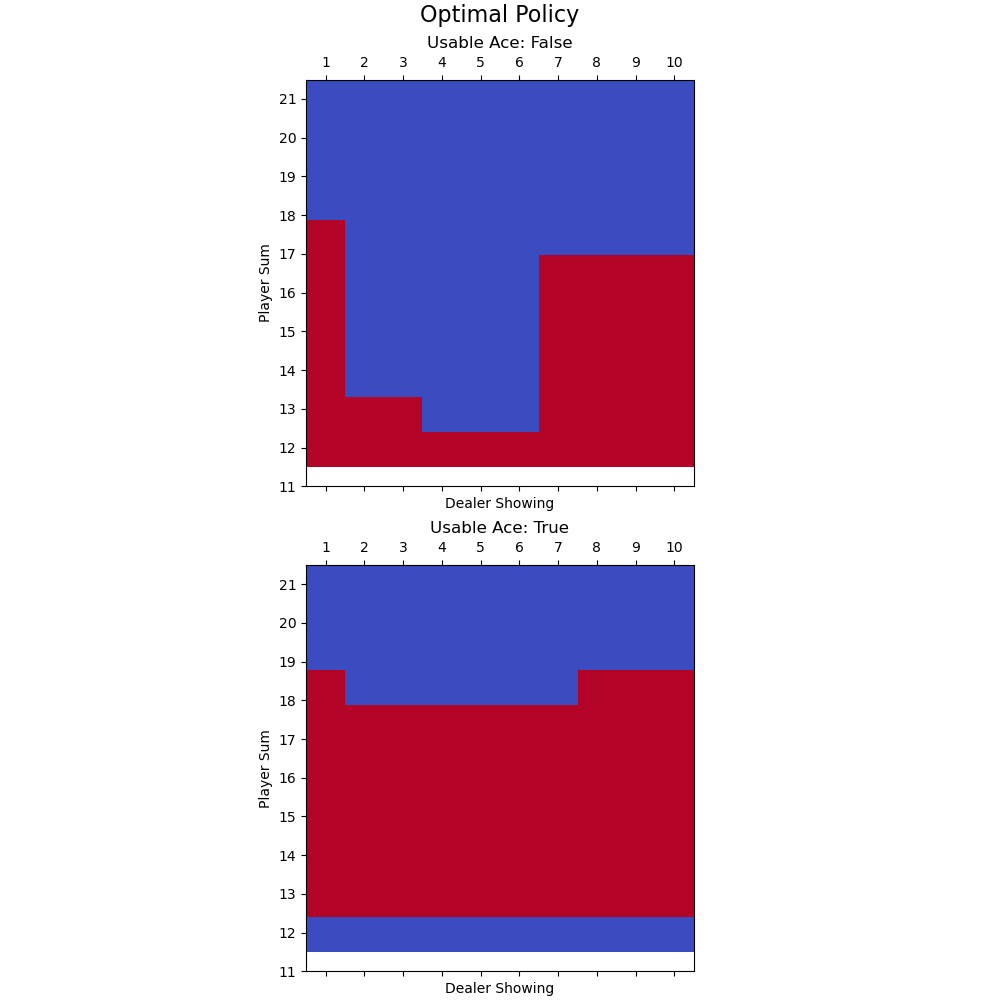 Optimal Policy
Usable Ace: False
1 2 3 4 5 6 7 8 9 10
21
20
19
18
17
16
15
14
13
12
11
Player Sum
Dealer Showing
Usable Ace: True
1 2 3 4 5 6 7 8 9 10
21
20
19
18
17
16
15
14
13
12
11
Player Sum
Dealer Showing